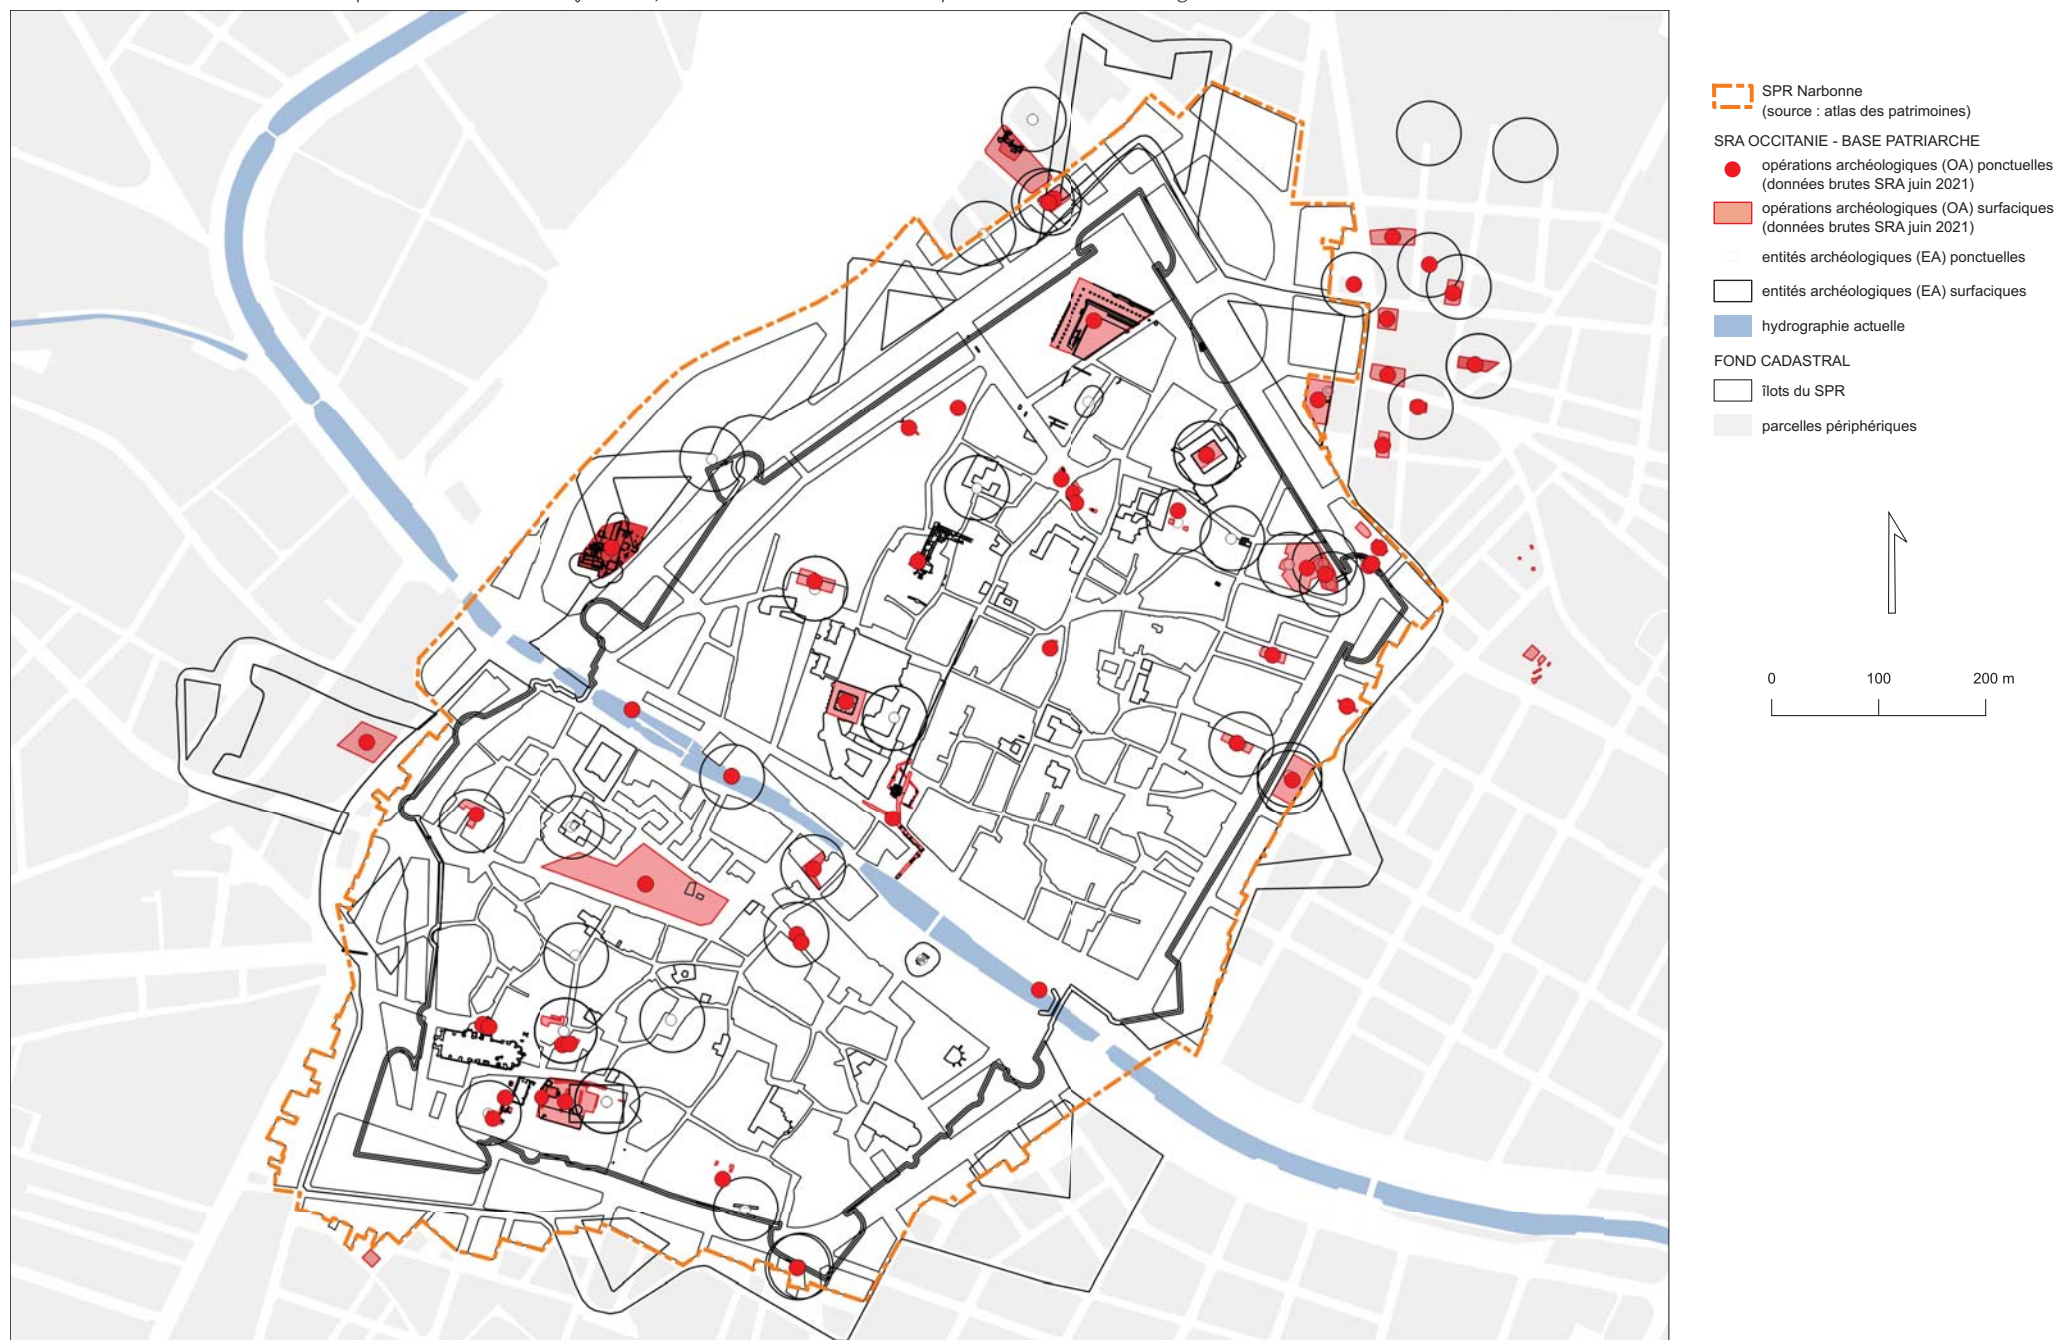 SPR Narbonne
(source : atlas des patrimoines)
SRA OCCITANIE - BASE PATRIARCHE
opérations archéologiques (OA) ponctuelles
(données brutes SRA juin 2021)
opérations archéologiques (OA) surfaciques
(données brutes SRA juin 2021)
entités archéologiques (EA) ponctuelles
entités archéologiques (EA) surfaciques
hydrographie actuelle
FOND CADASTRAL
îlots du SPR
parcelles périphériques
0 100 200 m